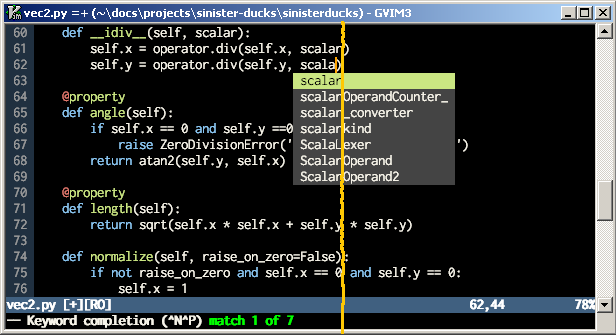 vec2.py =+ (~\docs\projects\sinister-ducks\sinisterducks) - GVIM3
60 def __idiv__(self, scalar):
61 self.x = operator.div(self.x, scalar)
62 self.y = operator.div(self.y, scala)
63 scalar
64 @property scalarOperandCounter_
65 def angle(self): scalar_converter
66 if self.x == 0 and self.y ==0 scalarkind
67 raise ZeroDivisionError(' ScalaLexer ')
68 return atan2(self.y, self.x) ScalarOperand
69 ScalarOperand2
70 @property
71 def length(self):
72 return sqrt(self.x * self.x + self.y * self.y)
73
74 def normalize(self, raise_on_zero=False):
75 if not raise_on_zero and self.x == 0 and self.y == 0:
76 self.x = 1
vec2.py [+][RO] 62,44 78%
-- Keyword completion (^N^P) match 1 of 7